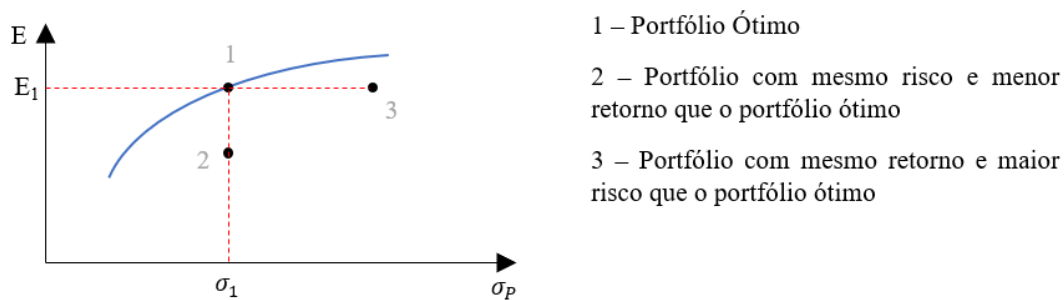 E
E₁
1
2
3
σ₁
σ_P
1 – Portfólio Ótimo
2 – Portfólio com mesmo risco e menor
retorno que o portfólio ótimo
3 – Portfólio com mesmo retorno e maior
risco que o portfólio ótimo